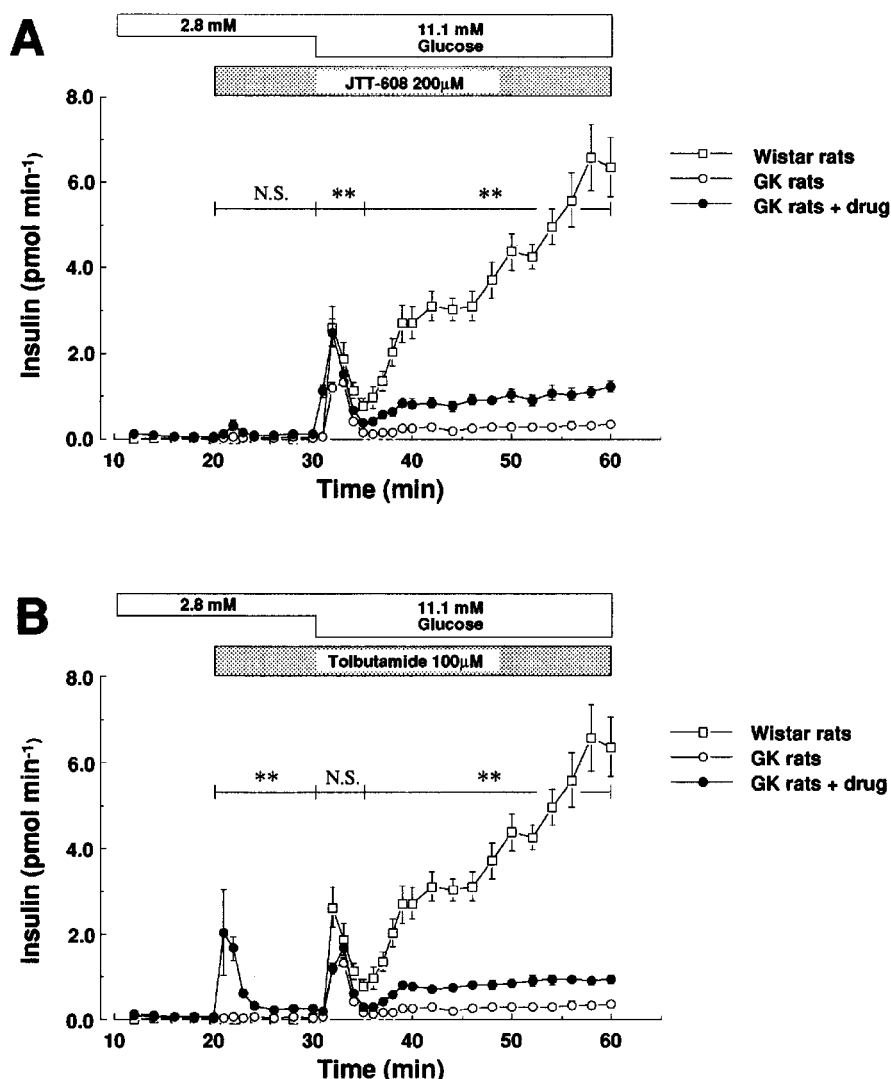 A
2.8 mM
11.1 mM
Glucose
JTT-608 200µM
8.0
6.0
4.0
2.0
0.0
Insulin (pmol min⁻¹)
N.S.
**
**
Wistar rats
GK rats
GK rats + drug
10
20
30
40
50
60
Time (min)
B
2.8 mM
11.1 mM
Glucose
Tolbutamide 100µM
8.0
6.0
4.0
2.0
0.0
Insulin (pmol min⁻¹)
**
N.S.
**
Wistar rats
GK rats
GK rats + drug
10
20
30
40
50
60
Time (min)